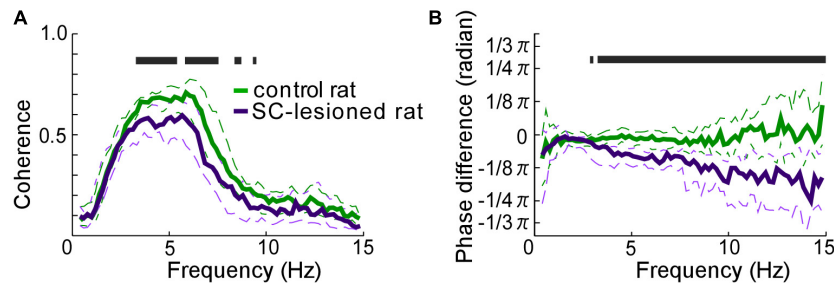 A
1.0
0.5
0
5
10
15
Coherence
Frequency (Hz)
control rat
SC-lesioned rat
B
1/3 π
1/4 π
1/8 π
0
-1/8 π
-1/4 π
-1/3 π
0
5
10
15
Phase difference (radian)
Frequency (Hz)